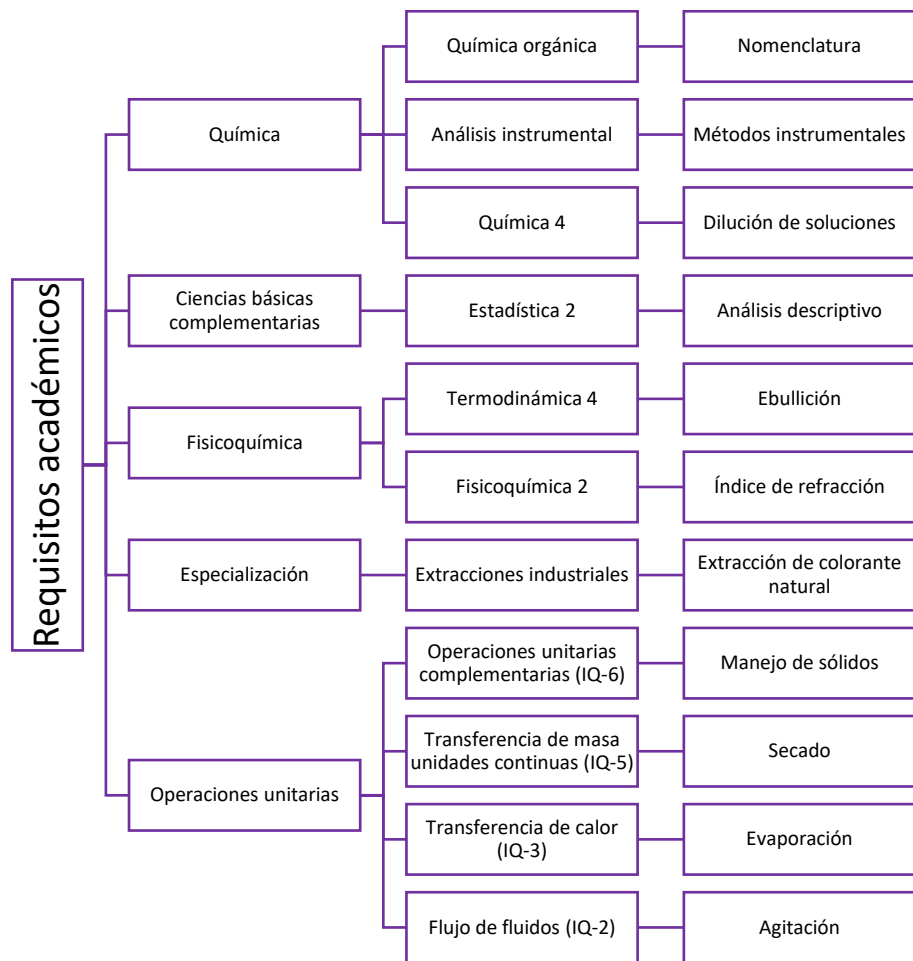 Requisitos académicos
Química
Química orgánica
Nomenclatura
Análisis instrumental
Métodos instrumentales
Química 4
Dilución de soluciones
Ciencias básicas
complementarias
Estadística 2
Análisis descriptivo
Fisicoquímica
Termodinámica 4
Ebullición
Fisicoquímica 2
Índice de refracción
Especialización
Extracciones industriales
Extracción de colorante
natural
Operaciones unitarias
Operaciones unitarias
complementarias (IQ-6)
Manejo de sólidos
Transferencia de masa
unidades continuas (IQ-5)
Secado
Transferencia de calor
(IQ-3)
Evaporación
Flujo de fluidos (IQ-2)
Agitación